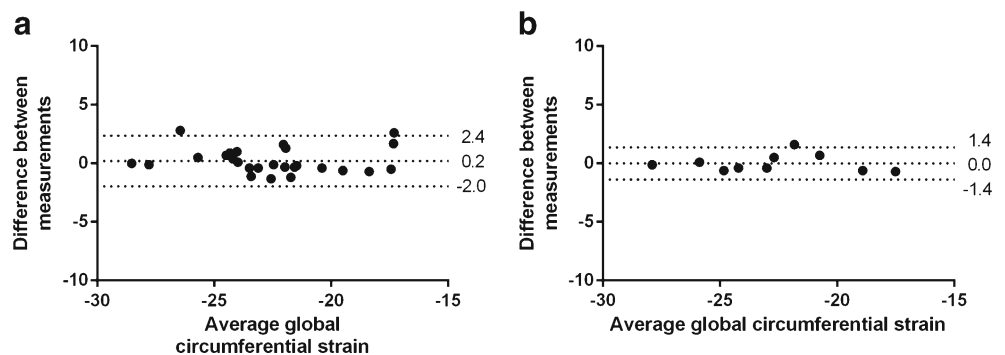 a
10
5
0
-5
-10
Difference between
measurements
2.4
0.2
-2.0
-30
-25
-20
-15
Average global
circumferential strain
b
10
5
0
-5
-10
Difference between
measurements
1.4
0.0
-1.4
-30
-25
-20
-15
Average global circumferential strain